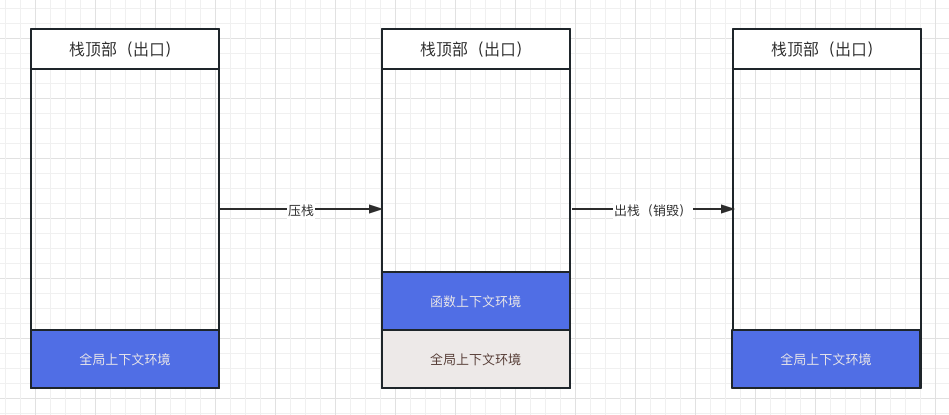 栈顶部（出口）
栈顶部（出口）
栈顶部（出口）
压栈
出栈（销毁）
函数上下文环境
全局上下文环境
全局上下文环境
全局上下文环境